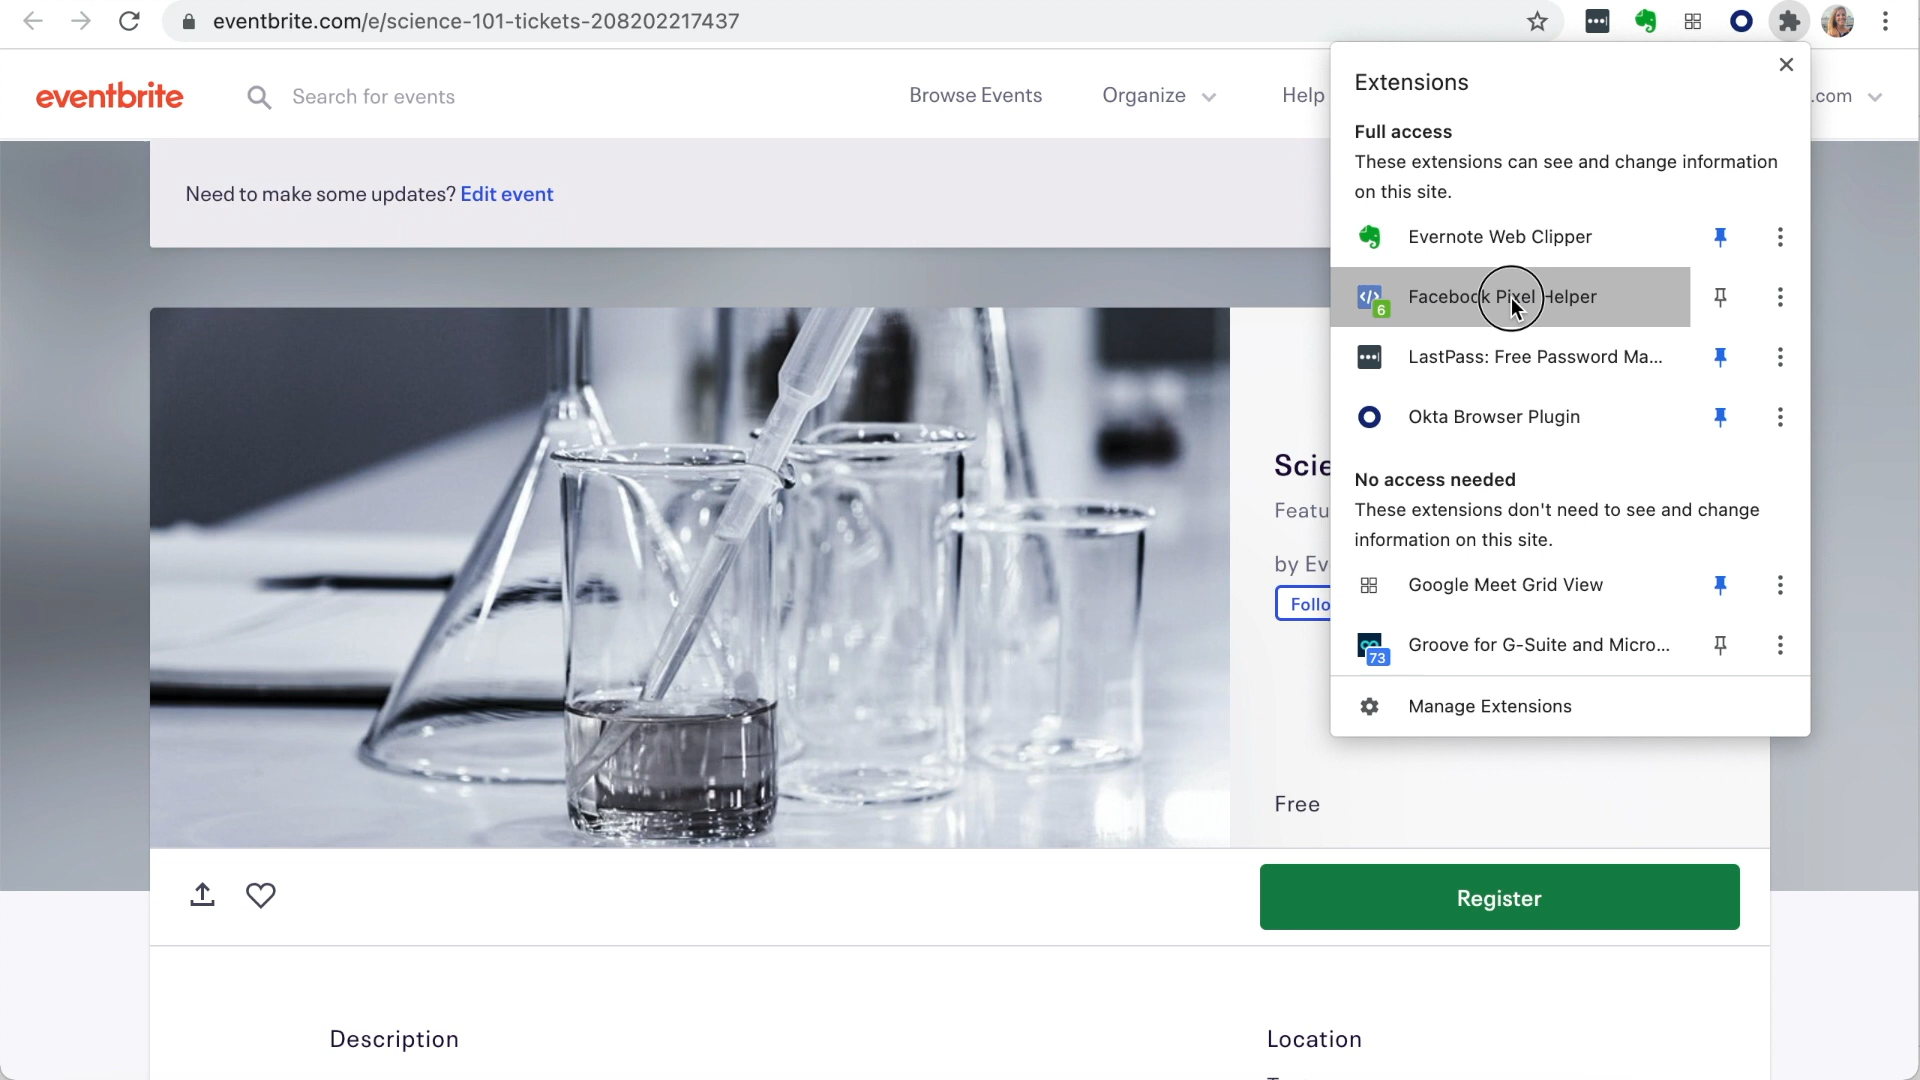 eventbrite.com/e/science-101-tickets-208202217437
eventbrite
Search for events
Browse Events
Organize
Help
.com
Need to make some updates? Edit event
Extensions
Full access
These extensions can see and change information
on this site.
Evernote Web Clipper
6
Facebook Pixel Helper
LastPass: Free Password Ma...
Okta Browser Plugin
No access needed
These extensions don't need to see and change
information on this site.
Google Meet Grid View
73
Groove for G-Suite and Micro...
Manage Extensions
Scie
Featu
by Ev
Follo
Free
Register
Description
Location